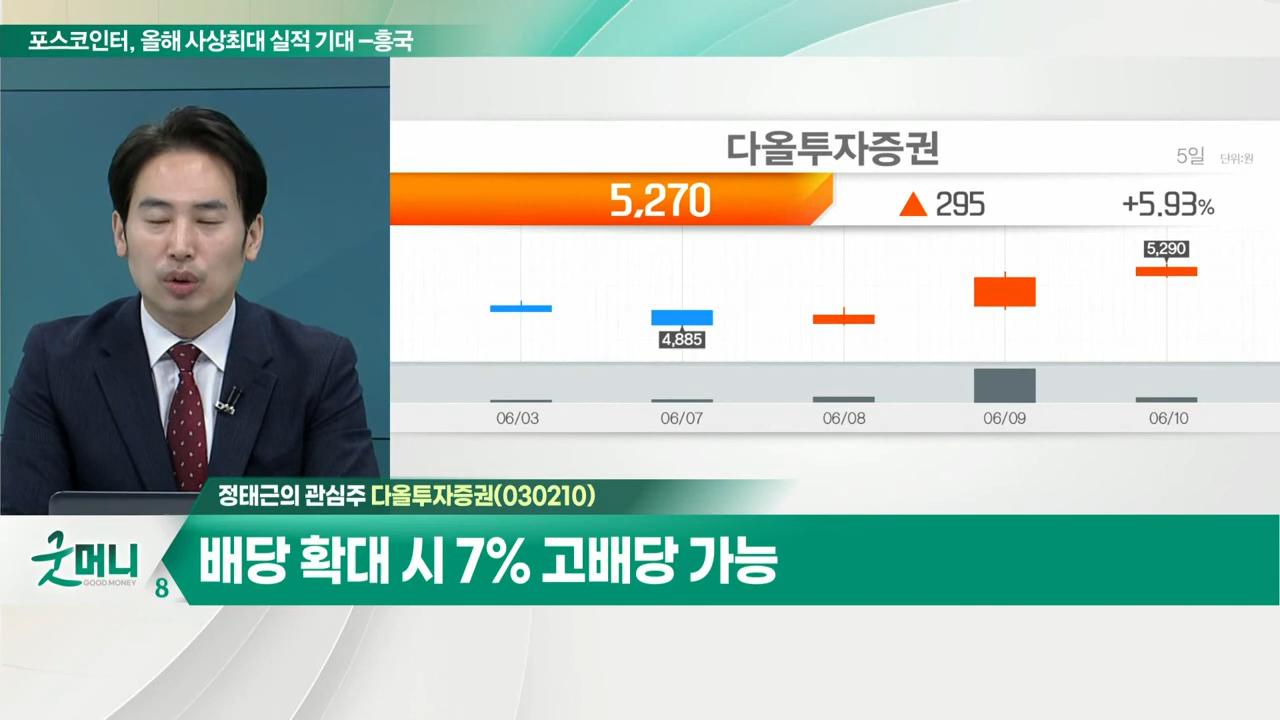 포스코인터, 올해 사상최대 실적 기대 -흥국
다올투자증권
5일 단위:원
5,270 ▲ 295 +5.93%
5,290
4,885
06/03 06/07 06/08 06/09 06/10
정태근의 관심주 다올투자증권(030210)
굿머니
GOOD MONEY
8
배당 확대 시 7% 고배당 가능